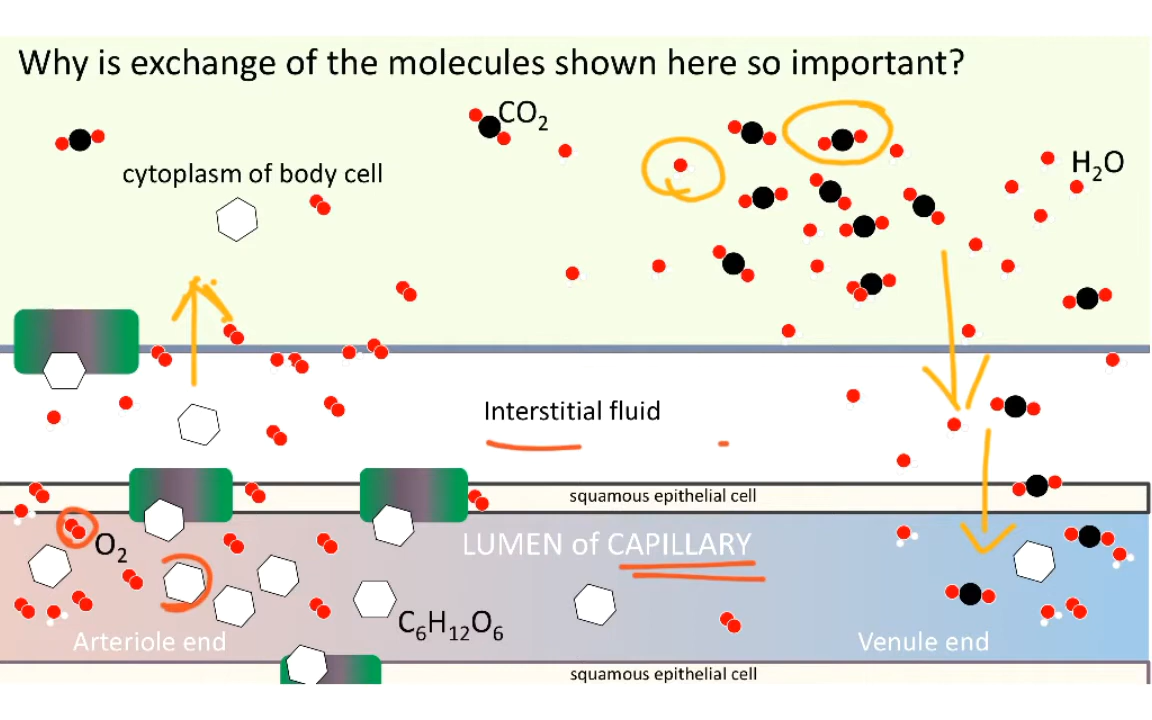 Why is exchange of the molecules shown here so important?
CO₂
H₂O
cytoplasm of body cell
Interstitial fluid
squamous epithelial cell
O₂
LUMEN of CAPILLARY
C₆H₁₂O₆
Arteriole end
Venule end
squamous epithelial cell